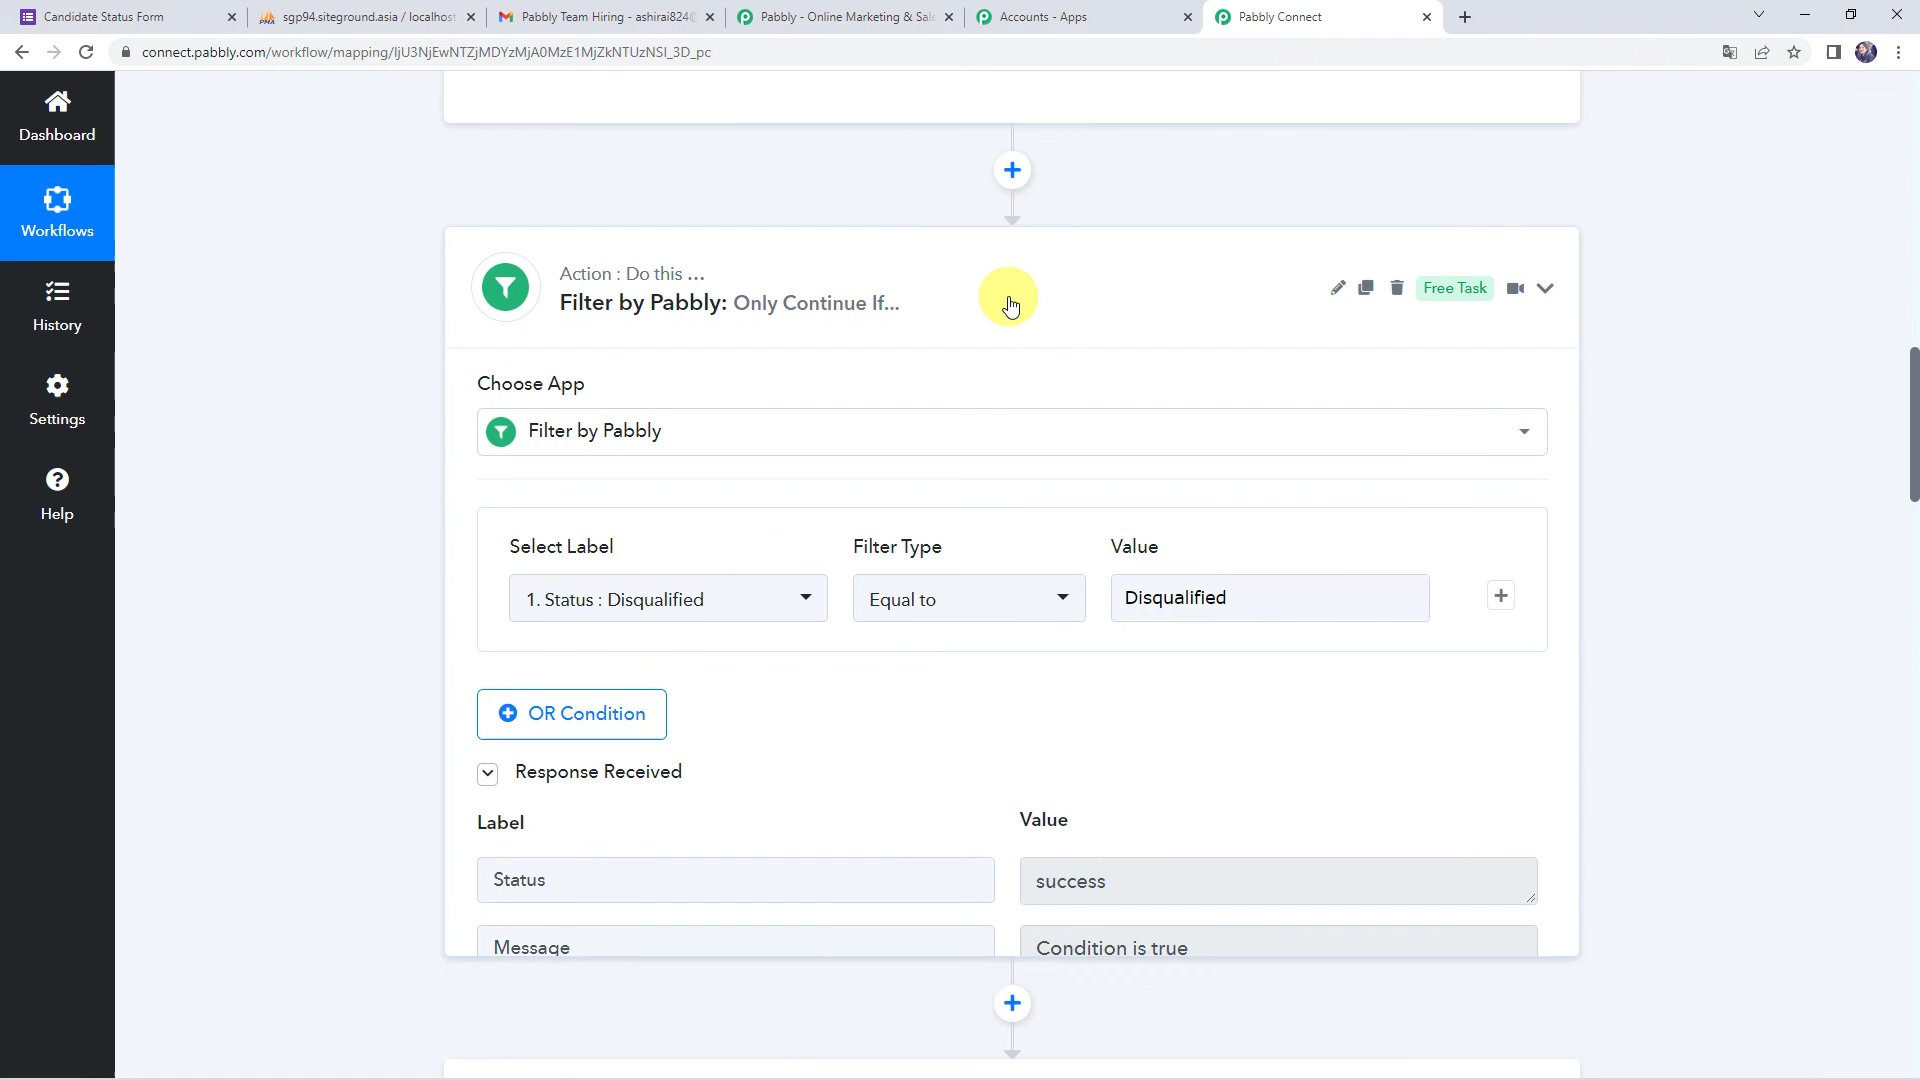 Candidate Status Form
sgp94.siteground.asia / localhost
Pabbly Team Hiring - ashirai824@
Pabbly - Online Marketing & Sale
Accounts - Apps
Pabbly Connect
connect.pabbly.com/workflow/mapping/IjU3NjEwNTZjMDYzMjA0MzE1MjZkNTUzNSI_3D_pc
Dashboard
Workflows
History
Settings
Help
Action : Do this ...
Filter by Pabbly: Only Continue If...
Free Task
Choose App
Filter by Pabbly
Select Label
Filter Type
Value
1. Status : Disqualified
Equal to
Disqualified
OR Condition
Response Received
Label
Value
Status
success
Message
Condition is true